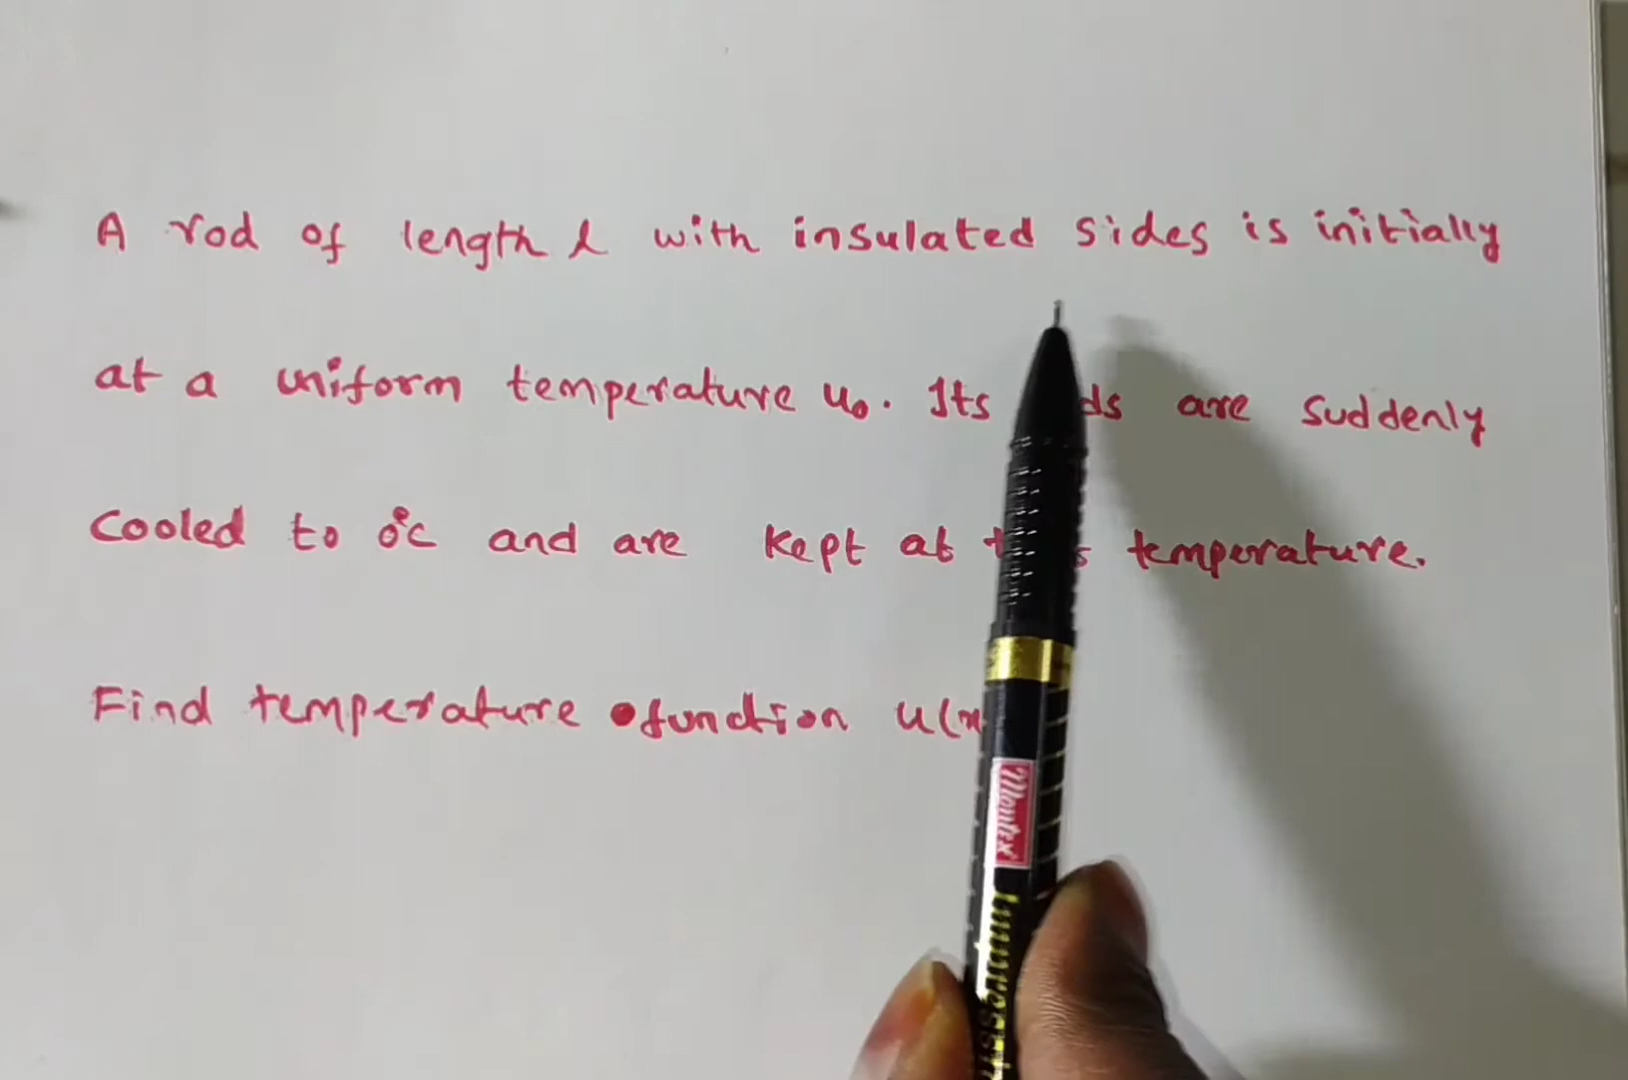 A rod of length l with insulated sides is initially
at a uniform temperature u₀. Its are suddenly
cooled to 0°C and are kept at temperature.
Find temperature function u(x
Montex